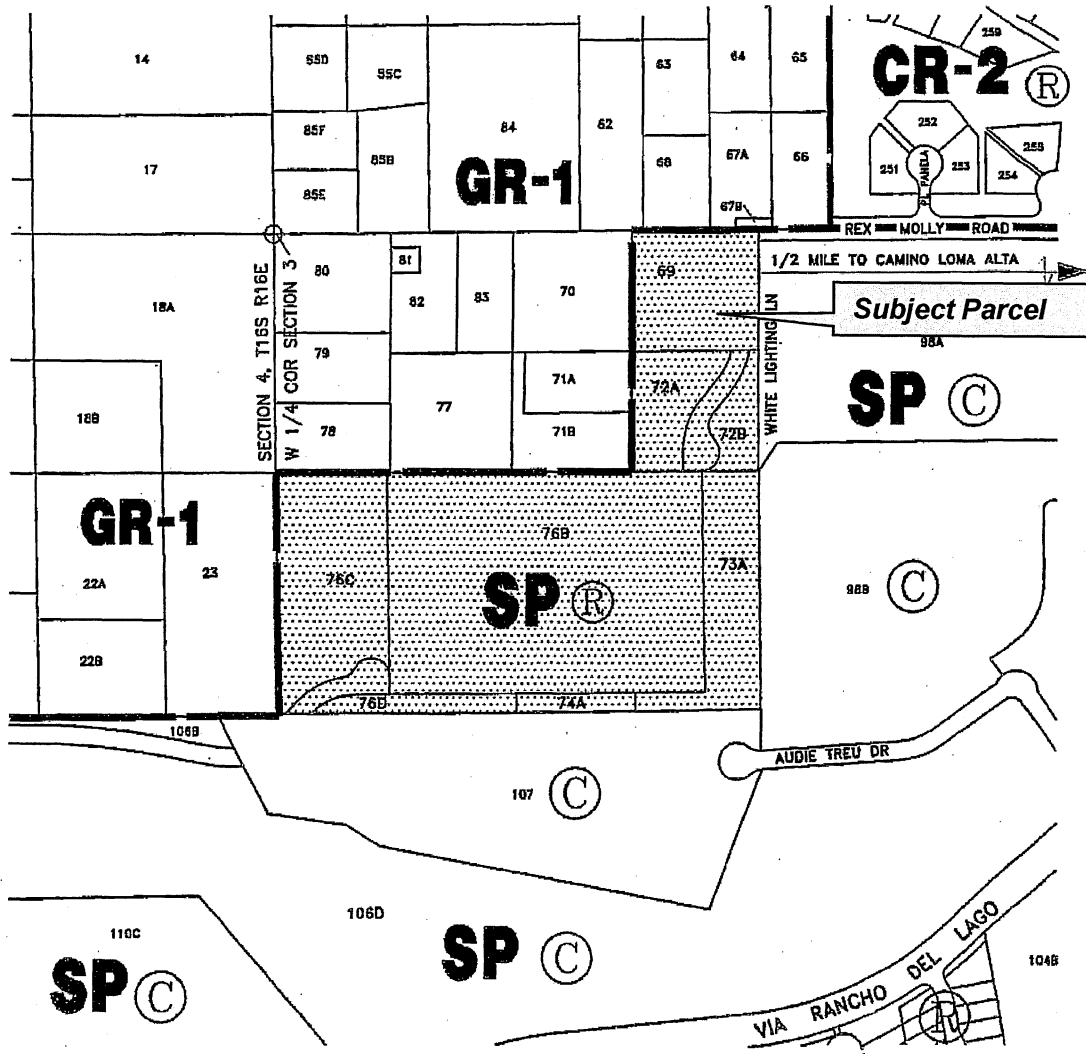 14
65D
65C
84
62
63
64
65
259
CR-2 R
85F
85B
17
85E
GR-1
68
67A
66
67B
252
251
253
255
254
PL PANELA
REX MOLLY ROAD
1/2 MILE TO CAMINO LOMA ALTA
80
81
82
83
70
69
Subject Parcel
98A
18A
SECTION 4, T16S R16E
W 1/4 COR SECTION 3
79
71A
72A
WHITE LIGHTING LN
SP C
18B
78
77
71B
72B
GR-1
22A
23
76C
76B
73A
SP R
98B C
22B
76D
74A
106B
AUDIE TREU DR
107 C
106D
110C
SP C
SP C
VIA RANCHO DEL LAGO
104B
R